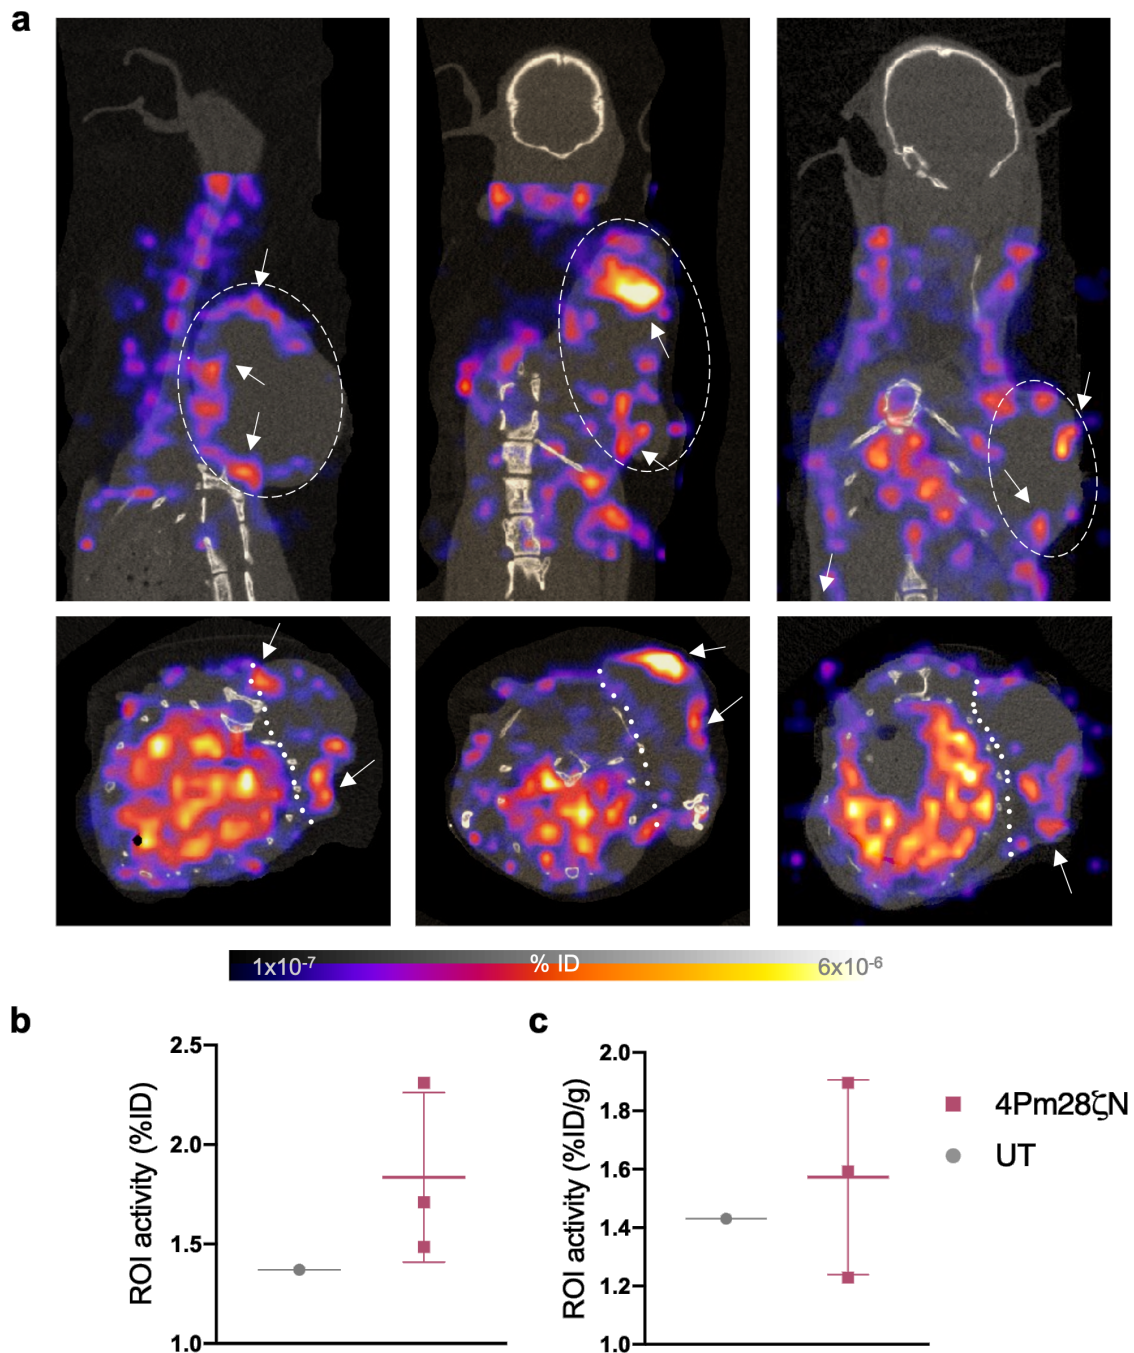 a
1x10⁻⁷ % ID 6x10⁻⁶
b
2.5
2.0
1.5
1.0
ROI activity (%ID)
c
2.0
1.8
1.6
1.4
1.2
1.0
ROI activity (%ID/g)
4Pm28ζN
UT